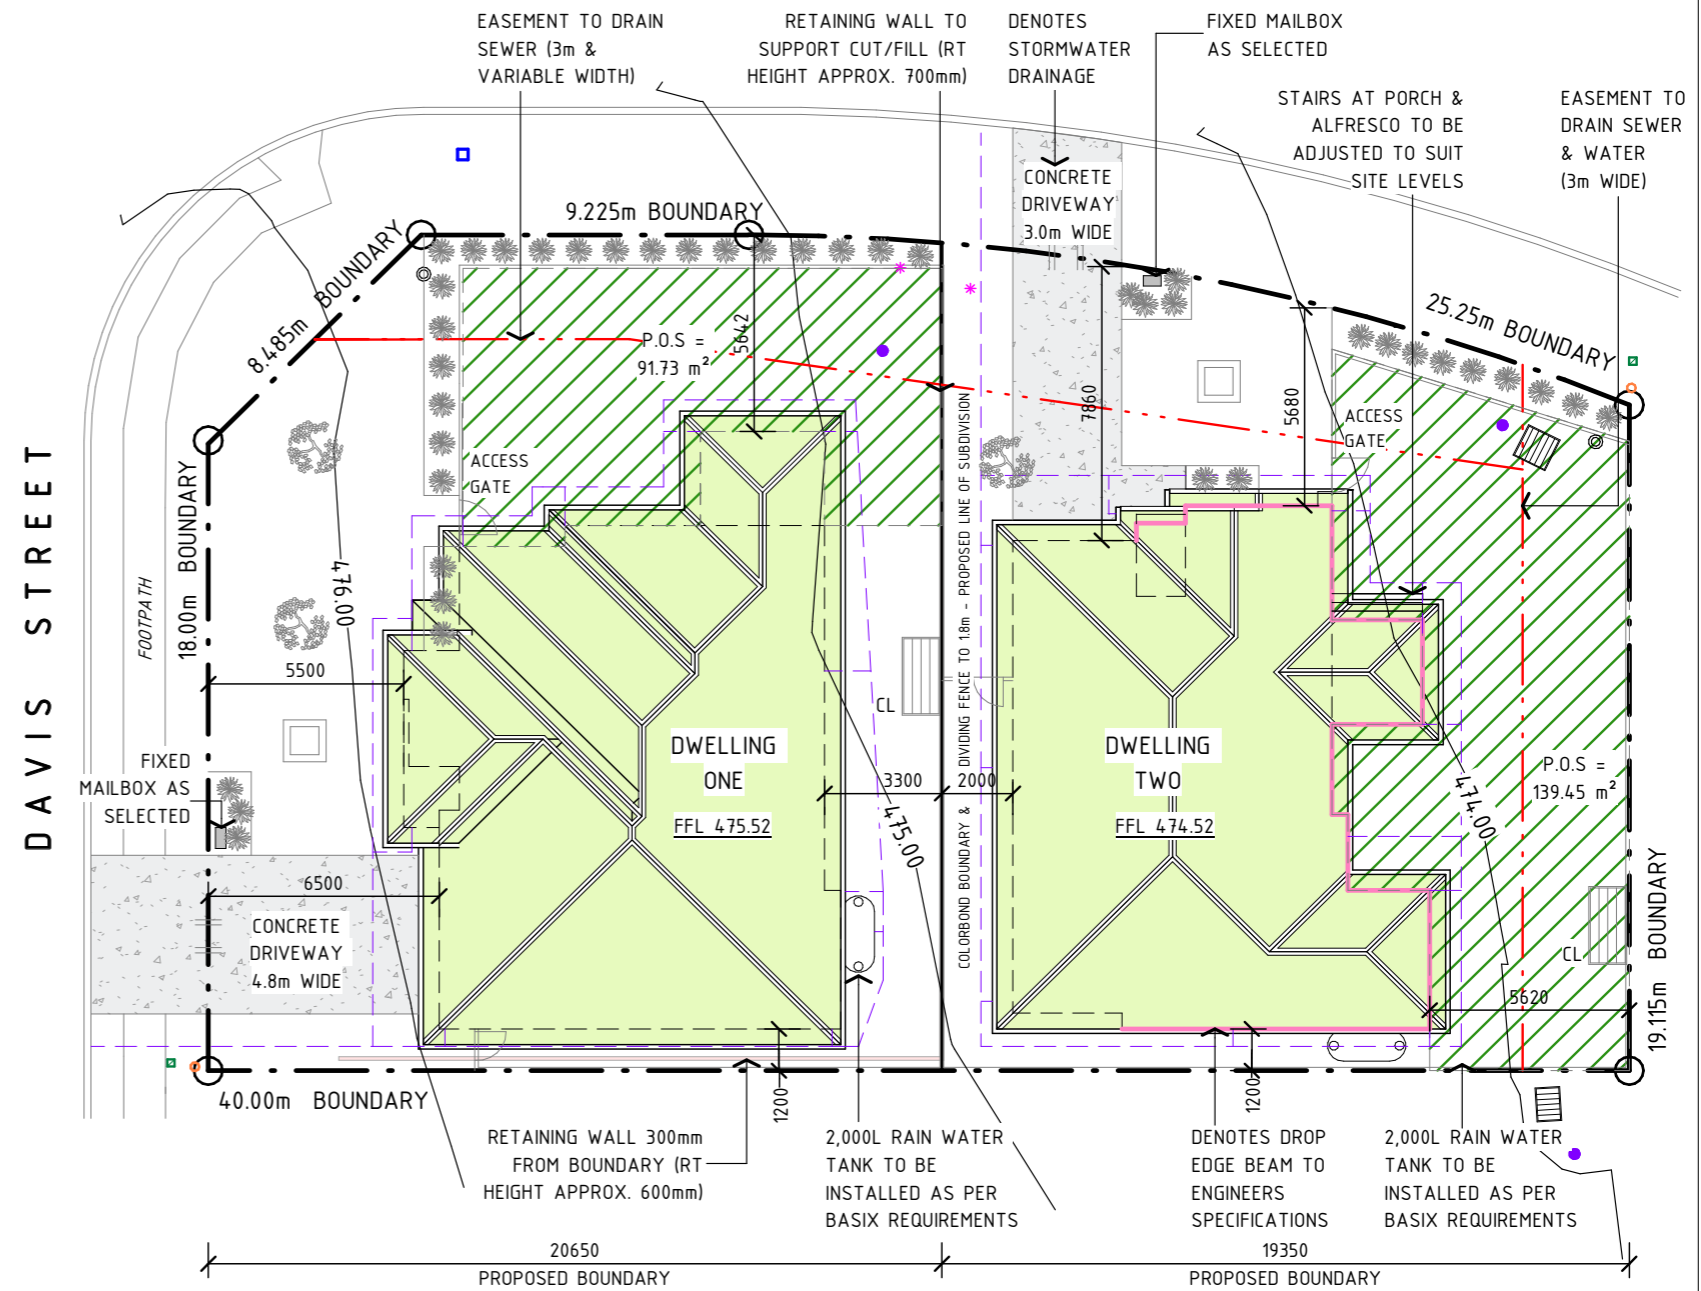 EASEMENT TO DRAIN
SEWER (3m &
VARIABLE WIDTH)
RETAINING WALL TO
SUPPORT CUT/FILL (RT
HEIGHT APPROX. 700mm)
DENOTES
STORMWATER
DRAINAGE
FIXED MAILBOX
AS SELECTED
STAIRS AT PORCH &
ALFRESCO TO BE
ADJUSTED TO SUIT
SITE LEVELS
EASEMENT TO
DRAIN SEWER
& WATER
(3m WIDE)
CONCRETE
DRIVEWAY
3.0m WIDE
9.225m BOUNDARY
8.485m BOUNDARY
25.25m BOUNDARY
P.O.S =
91.73 m²
5642
7860
5680
ACCESS
GATE
ACCESS
GATE
DAVIS STREET
FOOTPATH
18.00m BOUNDARY
476.00
5500
CL
COLORBOND BOUNDARY & DIVIDING FENCE TO 1.8m - PROPOSED LINE OF SUBDIVISION
DWELLING
ONE
FFL 475.52
3300
2000
475.00
DWELLING
TWO
FFL 474.52
474.00
P.O.S =
139.45 m²
FIXED
MAILBOX AS
SELECTED
6500
CONCRETE
DRIVEWAY
4.8m WIDE
CL
5620
19.115m BOUNDARY
40.00m BOUNDARY
1200
1200
RETAINING WALL 300mm
FROM BOUNDARY (RT
HEIGHT APPROX. 600mm)
2,000L RAIN WATER
TANK TO BE
INSTALLED AS PER
BASIX REQUIREMENTS
DENOTES DROP
EDGE BEAM TO
ENGINEERS
SPECIFICATIONS
2,000L RAIN WATER
TANK TO BE
INSTALLED AS PER
BASIX REQUIREMENTS
20650
PROPOSED BOUNDARY
19350
PROPOSED BOUNDARY